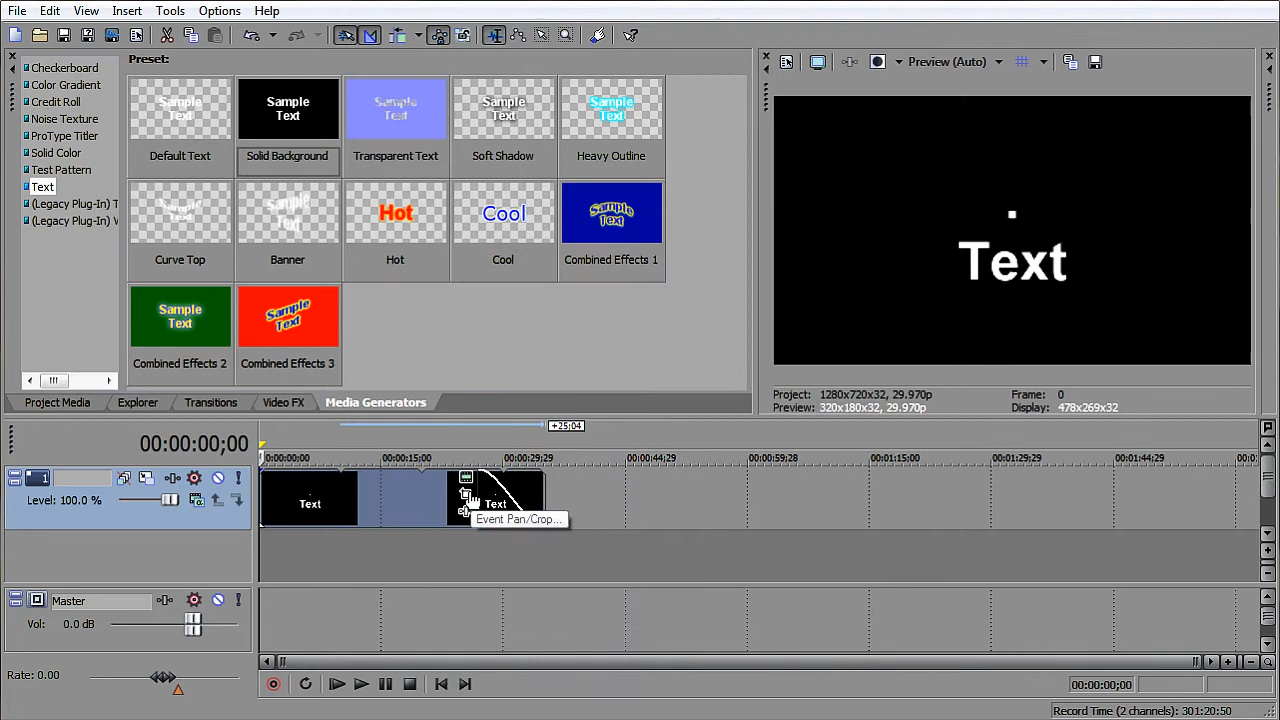 File Edit View Insert Tools Options Help
Preset:
Checkerboard
Color Gradient
Credit Roll
Noise Texture
ProType Titler
Solid Color
Test Pattern
Text
(Legacy Plug-In) T
(Legacy Plug-In)
Sample Text
Sample Text
Sample Text
Sample Text
Sample Text
Default Text
Solid Background
Transparent Text
Soft Shadow
Heavy Outline
Sample Text
Sample Text
Hot
Cool
Sample Text
Curve Top
Banner
Hot
Cool
Combined Effects 1
Sample Text
Sample Text
Combined Effects 2
Combined Effects 3
Preview (Auto)
Text
Project: 1280x720x32, 29.970p
Frame: 0
Preview: 320x180x32, 29.970p
Display: 478x269x32
Project Media
Explorer
Transitions
Video FX
Media Generators
+25;04
00:00:00;00
0:00:00;00
00:00:15;00
00:00:29;29
00:00:44;29
00:00:59;28
00:01:15;00
00:01:29;29
00:01:44;29
00:0
1
Level: 100.0 %
Text
Text
Event Pan/Crop...
Master
Vol: 0.0 dB
Rate: 0.00
00:00:00;00
Record Time (2 channels): 301:20:50